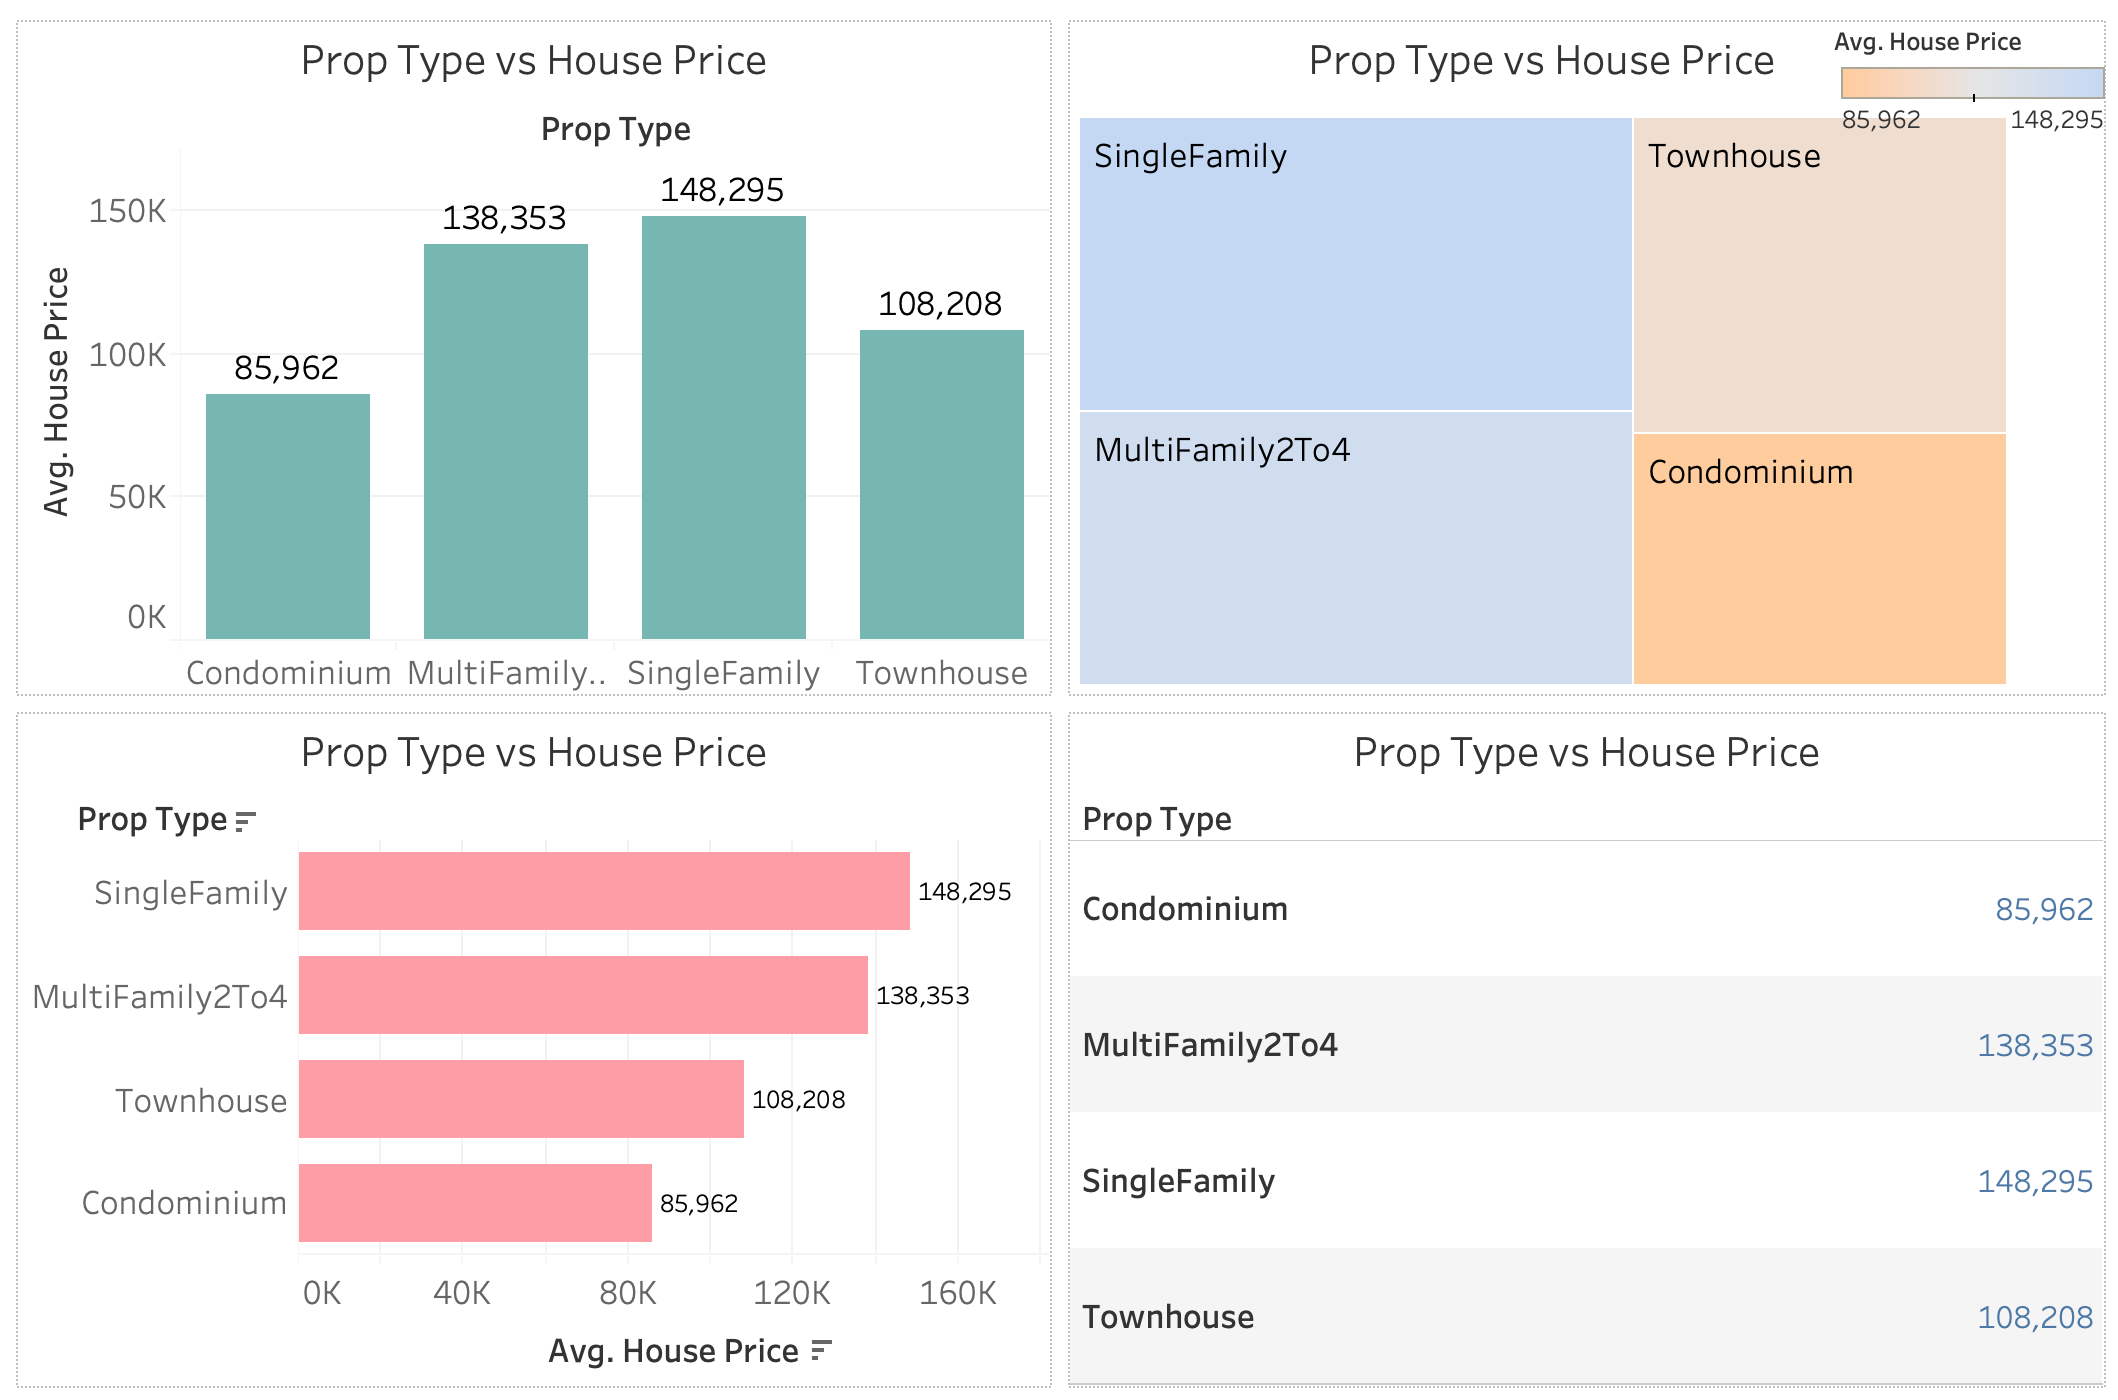 Prop Type vs House Price
Prop Type
Avg. House Price
150K
100K
50K
0K
85,962
138,353
148,295
108,208
Condominium MultiFamily.. SingleFamily Townhouse
Prop Type vs House Price
Avg. House Price
85,962 148,295
SingleFamily
Townhouse
MultiFamily2To4
Condominium
Prop Type vs House Price
Prop Type
SingleFamily 148,295
MultiFamily2To4 138,353
Townhouse 108,208
Condominium 85,962
0K 40K 80K 120K 160K
Avg. House Price
Prop Type vs House Price
Prop Type
Condominium 85,962
MultiFamily2To4 138,353
SingleFamily 148,295
Townhouse 108,208